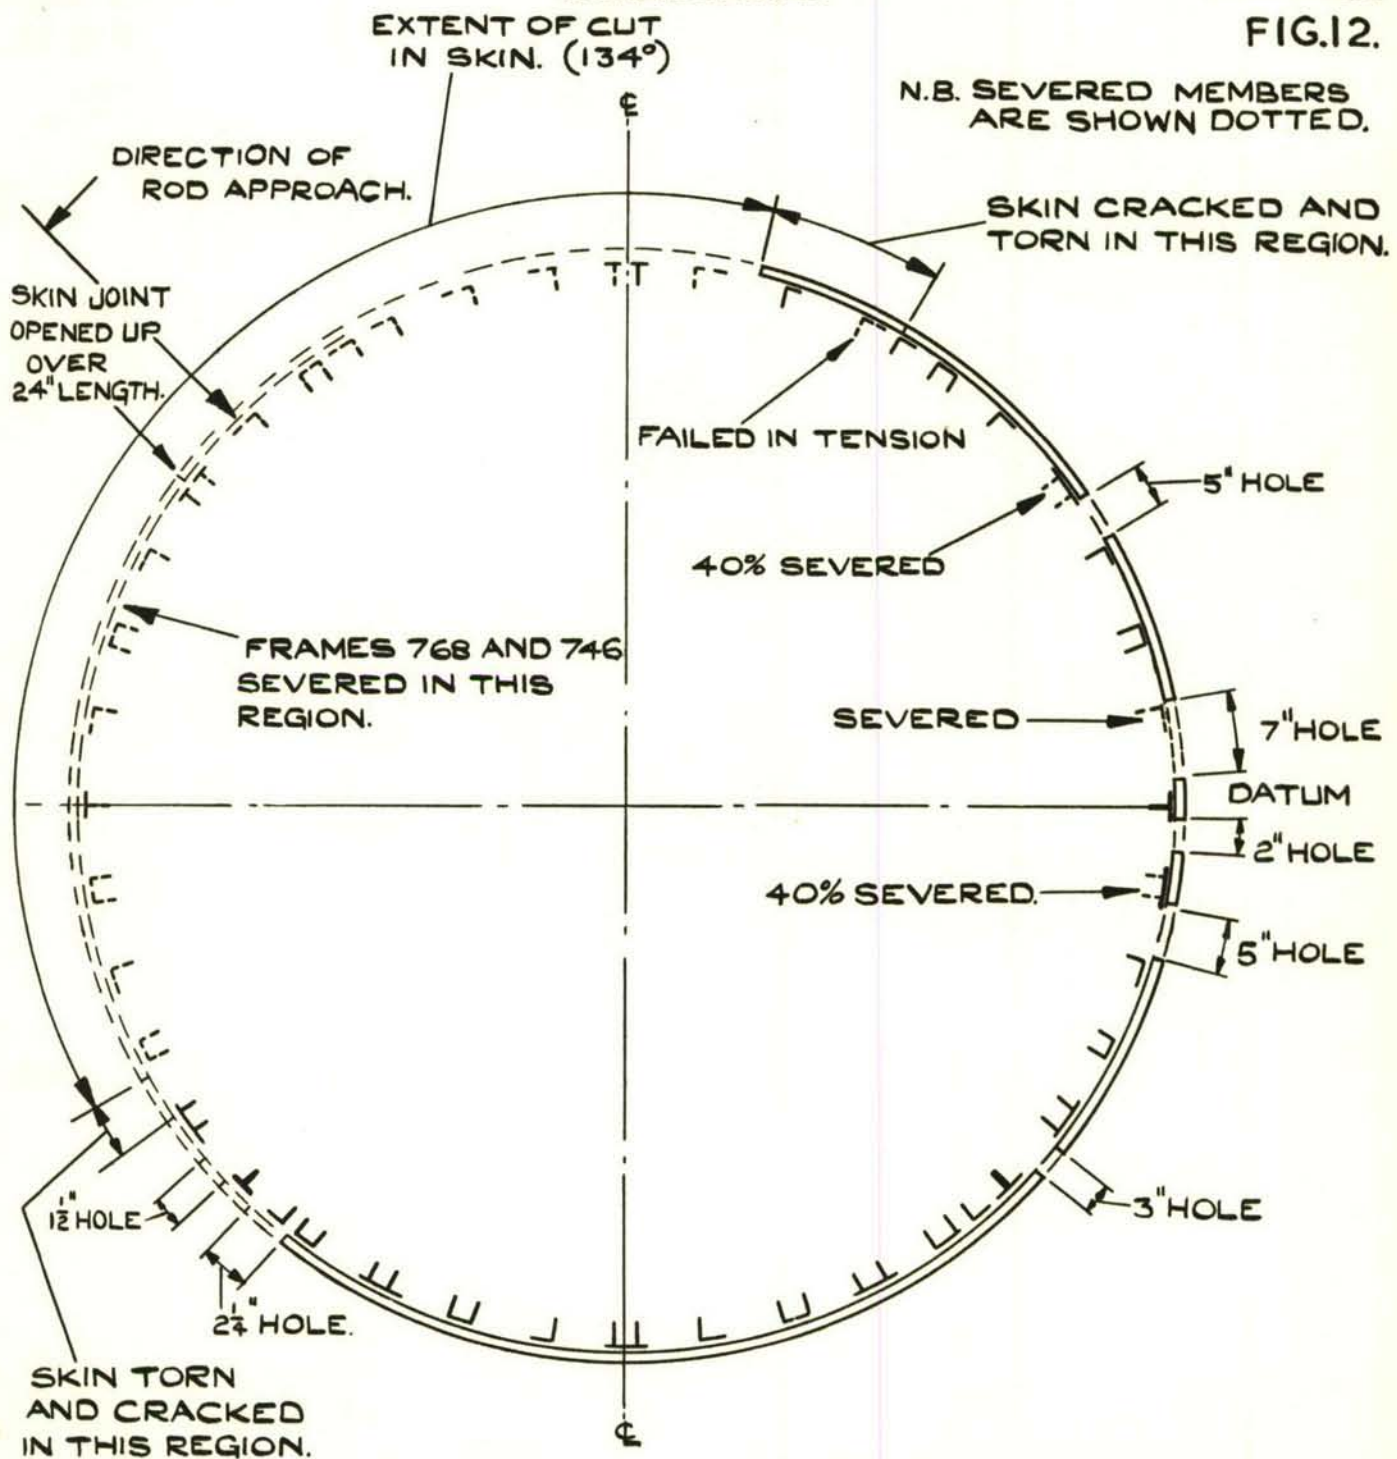 FIG.12.
EXTENT OF CUT
IN SKIN. (134°)
N.B. SEVERED MEMBERS
ARE SHOWN DOTTED.
℄
DIRECTION OF
ROD APPROACH.
SKIN CRACKED AND
TORN IN THIS REGION.
SKIN JOINT
OPENED UP
OVER
24" LENGTH.
FAILED IN TENSION
5" HOLE
40% SEVERED
FRAMES 768 AND 746
SEVERED IN THIS
REGION.
SEVERED
7" HOLE
DATUM
2" HOLE
40% SEVERED.
5" HOLE
1½" HOLE
3" HOLE
2¼" HOLE.
SKIN TORN
AND CRACKED
IN THIS REGION.
℄